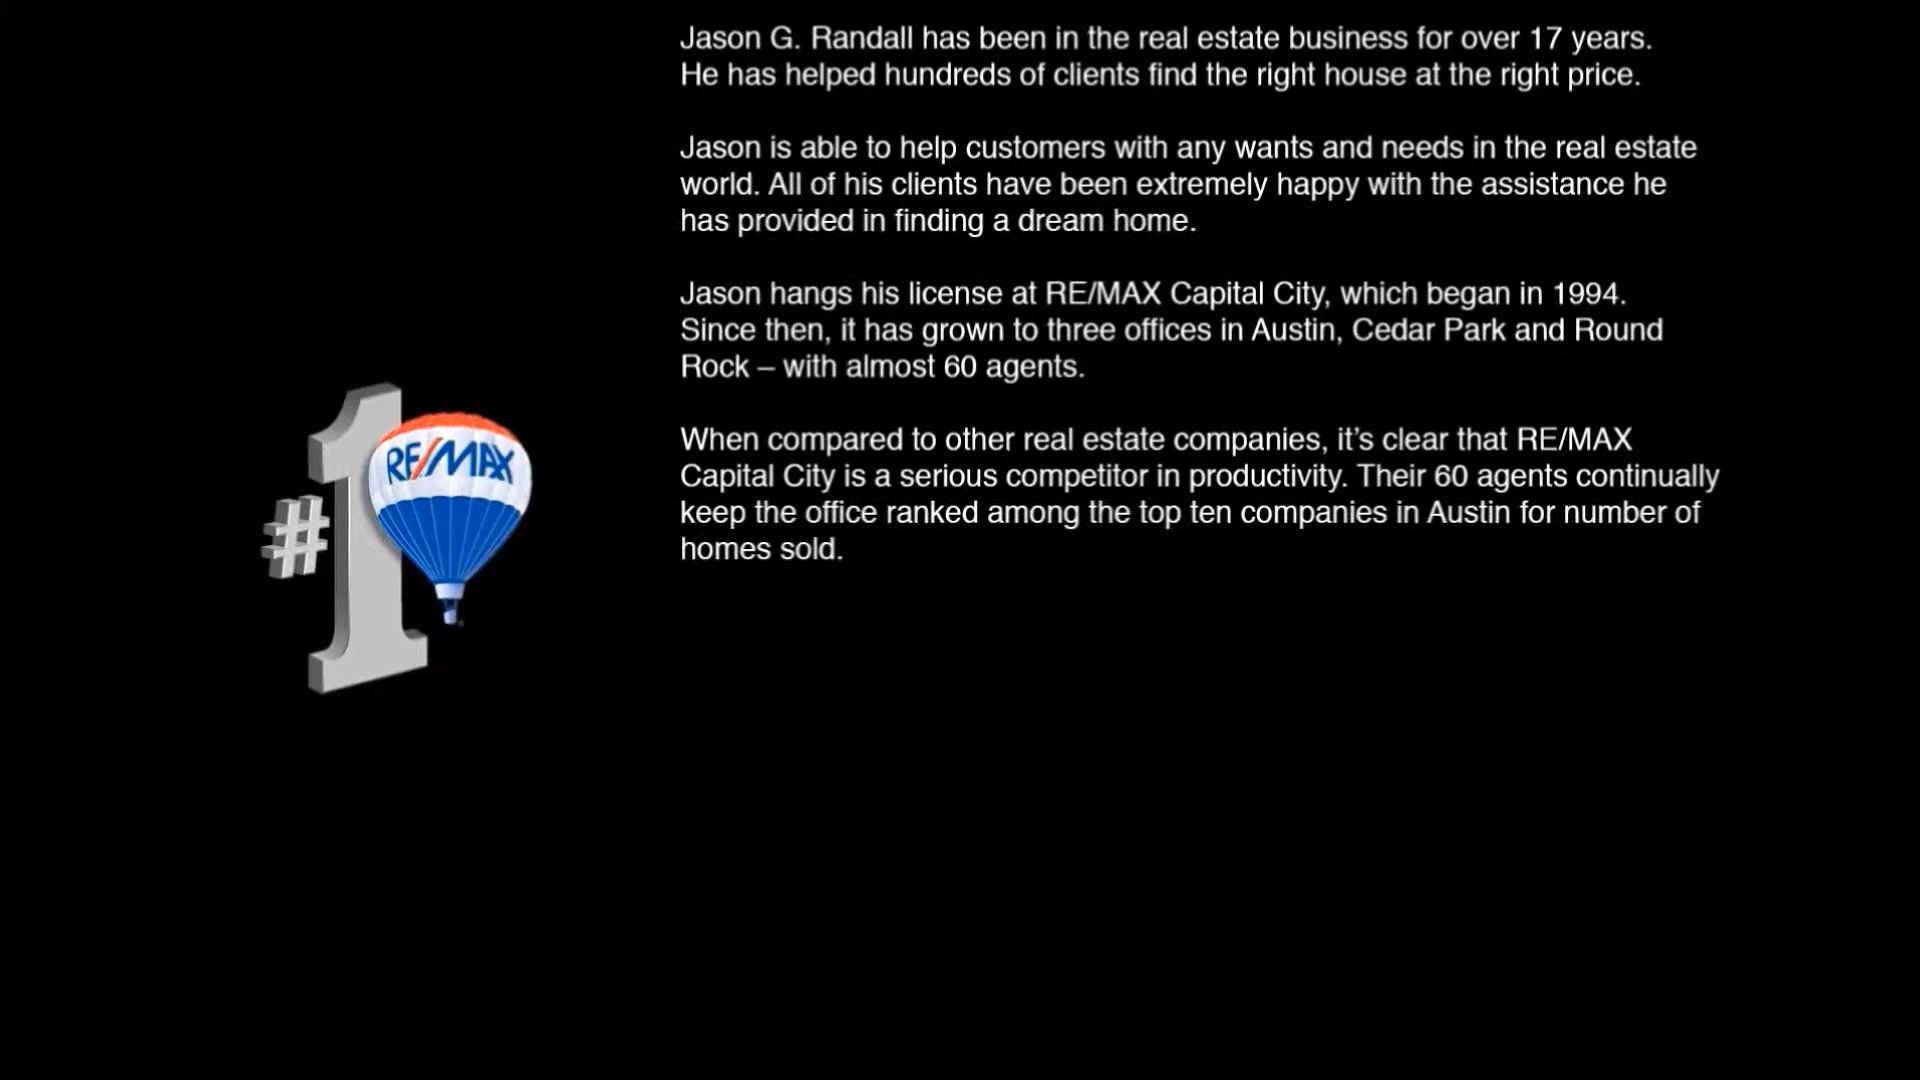 Jason G. Randall has been in the real estate business for over 17 years.
He has helped hundreds of clients find the right house at the right price.
Jason is able to help customers with any wants and needs in the real estate
world. All of his clients have been extremely happy with the assistance he
has provided in finding a dream home.
Jason hangs his license at RE/MAX Capital City, which began in 1994.
Since then, it has grown to three offices in Austin, Cedar Park and Round
Rock – with almost 60 agents.
When compared to other real estate companies, it’s clear that RE/MAX
Capital City is a serious competitor in productivity. Their 60 agents continually
keep the office ranked among the top ten companies in Austin for number of
homes sold.
#1
RE/MAX